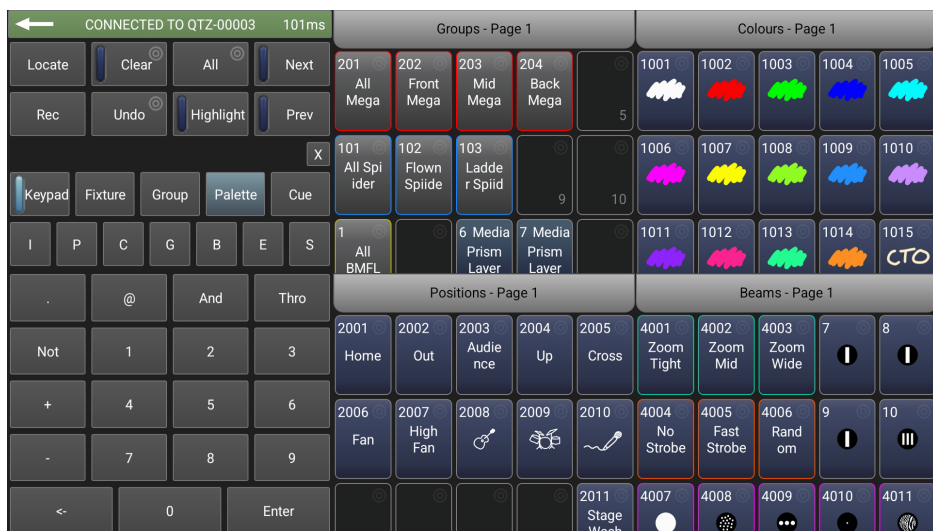 CONNECTED TO QTZ-00003 101ms
Locate Clear All Next
Rec Undo Highlight Prev
X
Keypad Fixture Group Palette Cue
I P C G B E S
. @ And Thro
Not 1 2 3
+ 4 5 6
- 7 8 9
<- 0 Enter
Groups - Page 1
201 202 203 204
All Front Mid Back
Mega Mega Mega Mega
5
101 102 103
All Spi Flown Ladde
ider Spiide r Spiid
9 10
1 6 Media 7 Media
All Prism Prism
BMFL Layer Layer
Colours - Page 1
1001 1002 1003 1004 1005
1006 1007 1008 1009 1010
1011 1012 1013 1014 1015
CTO
Positions - Page 1
2001 2002 2003 2004 2005
Home Out Audie Up Cross
nce
2006 2007 2008 2009 2010
Fan High
Fan
2011
Stage
Wash
Beams - Page 1
4001 4002 4003 7 8
Zoom Zoom Zoom
Tight Mid Wide
4004 4005 4006 9 10
No Fast Rand
Strobe Strobe om
4007 4008 4009 4010 4011